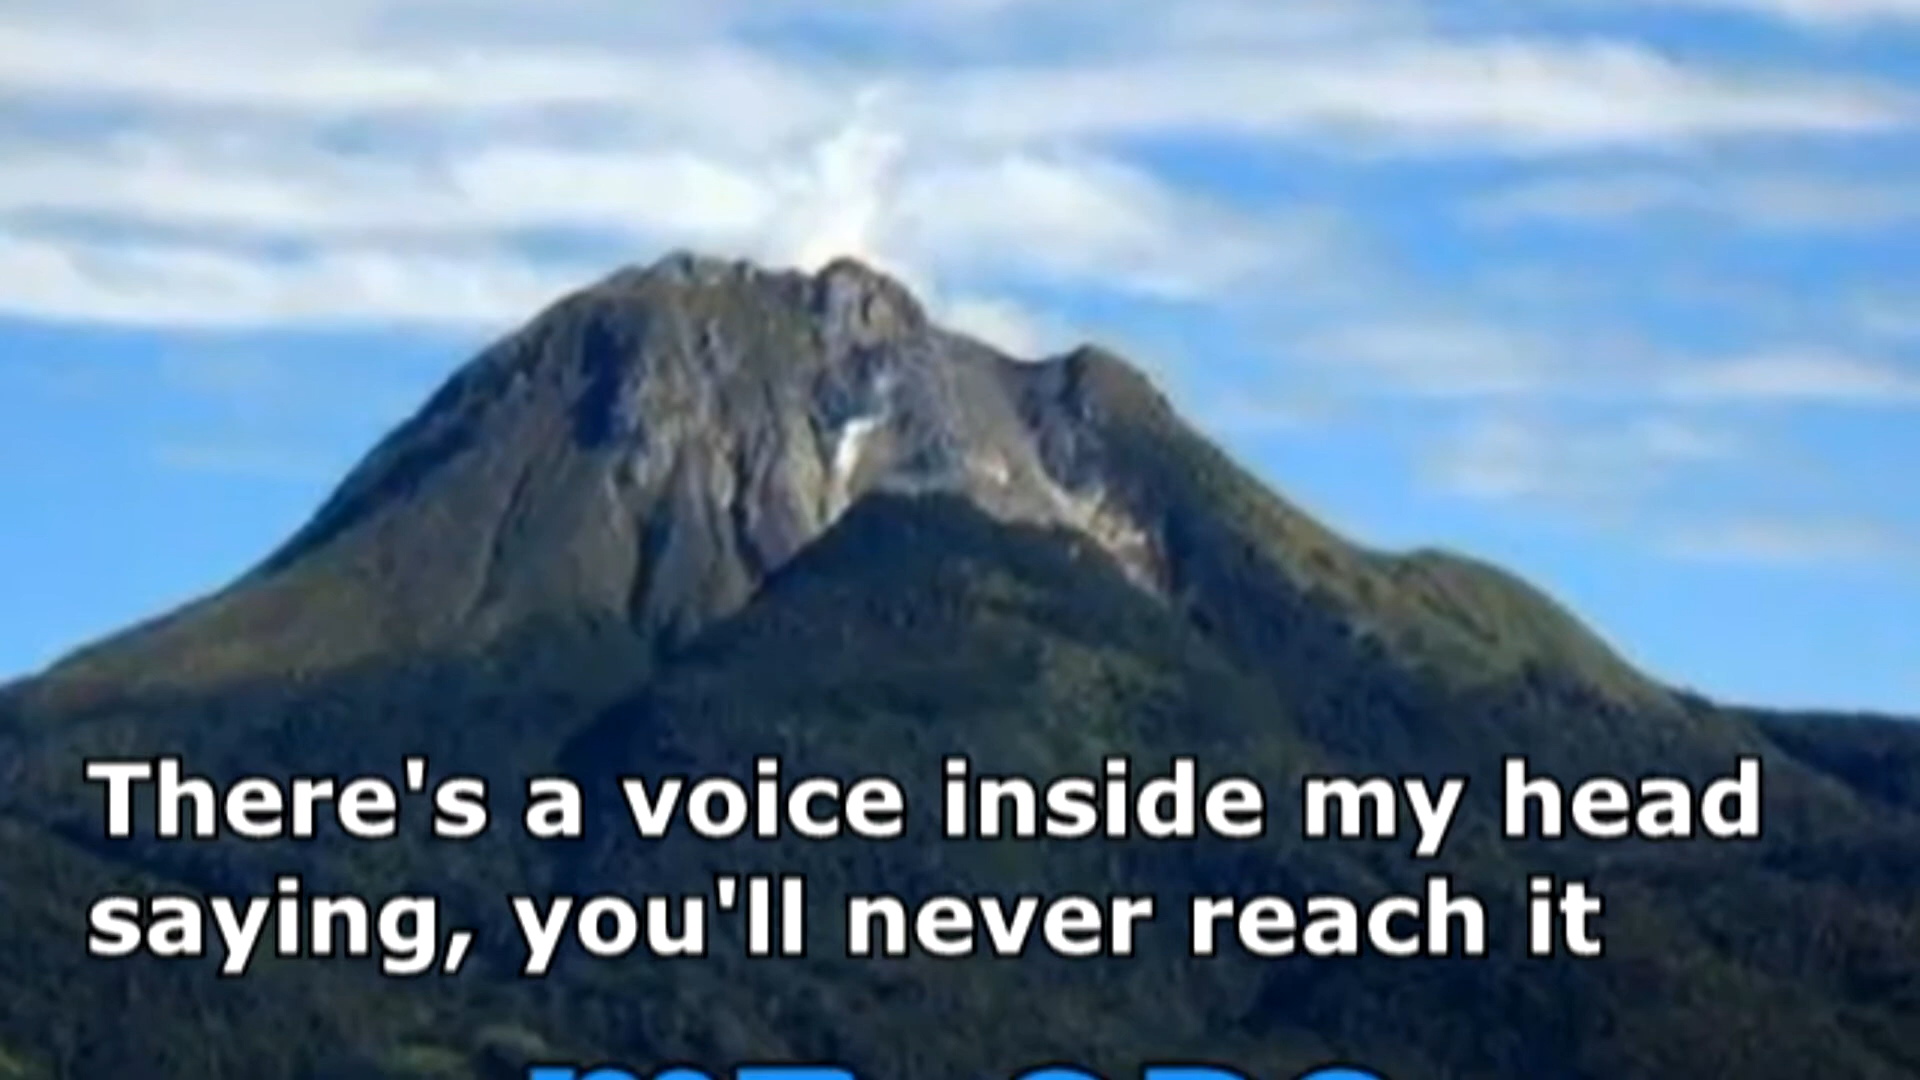 There's a voice inside my head
saying, you'll never reach it